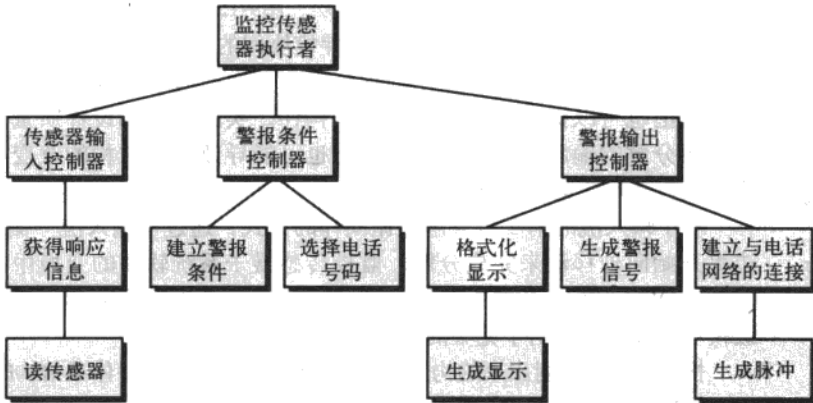 监控传感
器执行者
传感器输
入控制器
警报条件
控制器
警报输出
控制器
获得响应
信息
建立警报
条件
选择电话
号码
格式化
显示
生成警报
信号
建立与电话
网络的连接
读传感器
生成显示
生成脉冲